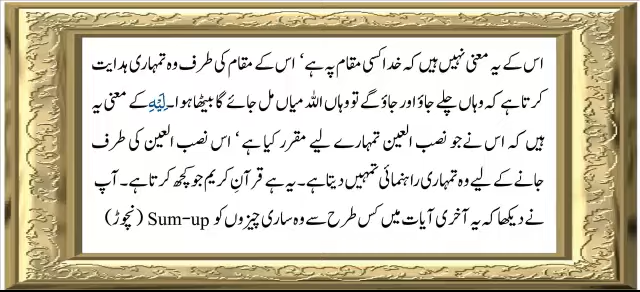 اس کے یہ معنی نہیں ہیں کہ خدا کسی مقام پہ ہے، اس کے مقام کی طرف وہ تمہاری ہدایت
کرتا ہے کہ وہاں چلے جاؤ اور جاؤ گے تو وہاں اللہ میاں مل جائے گا بیٹھا ہوا۔ لِیَّہِ کے معنی یہ
ہیں کہ اس نے جو نصب العین تمہارے لیے مقرر کیا ہے، اس نصب العین کی طرف
جانے کے لیے وہ تمہاری راہنمائی تمہیں دیتا ہے۔ یہ ہے قرآنِ کریم جو کچھ کرتا ہے۔ آپ
نے دیکھا کہ یہ آخری آیات میں کس طرح سے وہ ساری چیزوں کو Sum-up (نچوڑ)